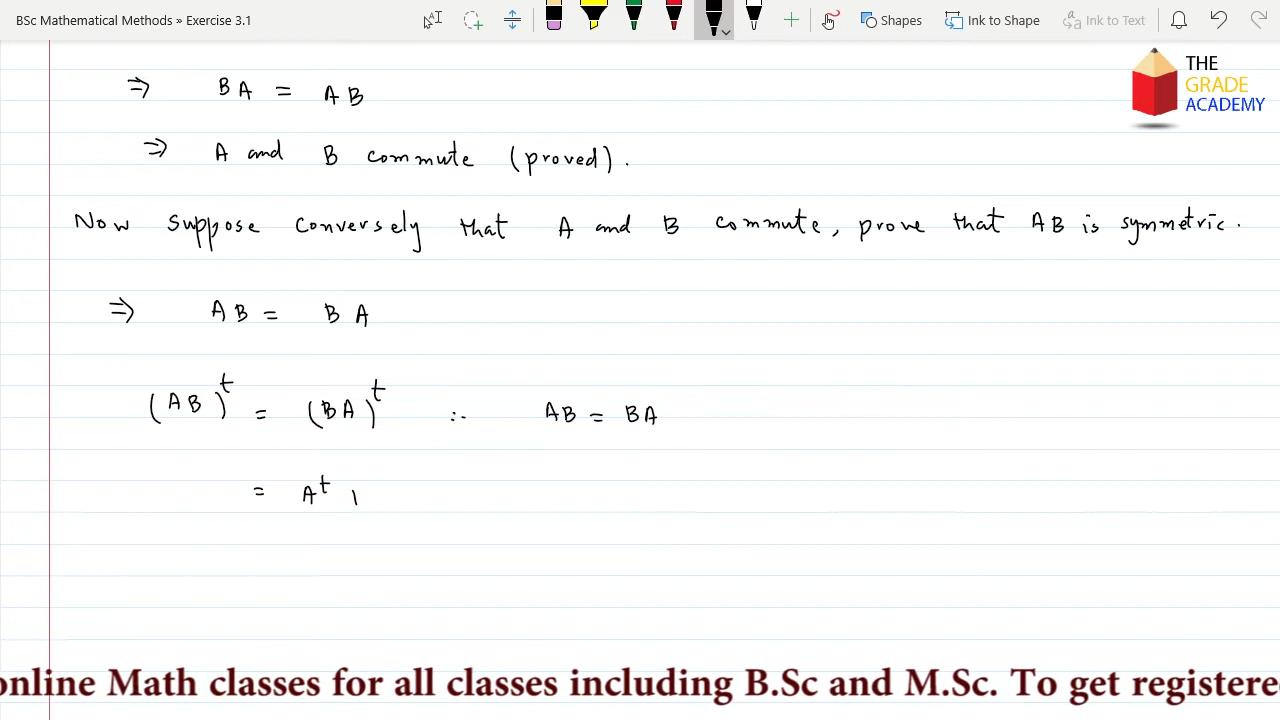 BSc Mathematical Methods » Exercise 3.1
Shapes Ink to Shape Ink to Text
THE
GRADE
ACADEMY
⇒ BA = AB
⇒ A and B commute (proved).
Now suppose conversely that A and B commute, prove that AB is symmetric.
⇒ AB = BA
(AB)^t = (BA)^t ∴ AB = BA
= A^t
online Math classes for all classes including B.Sc and M.Sc. To get registere